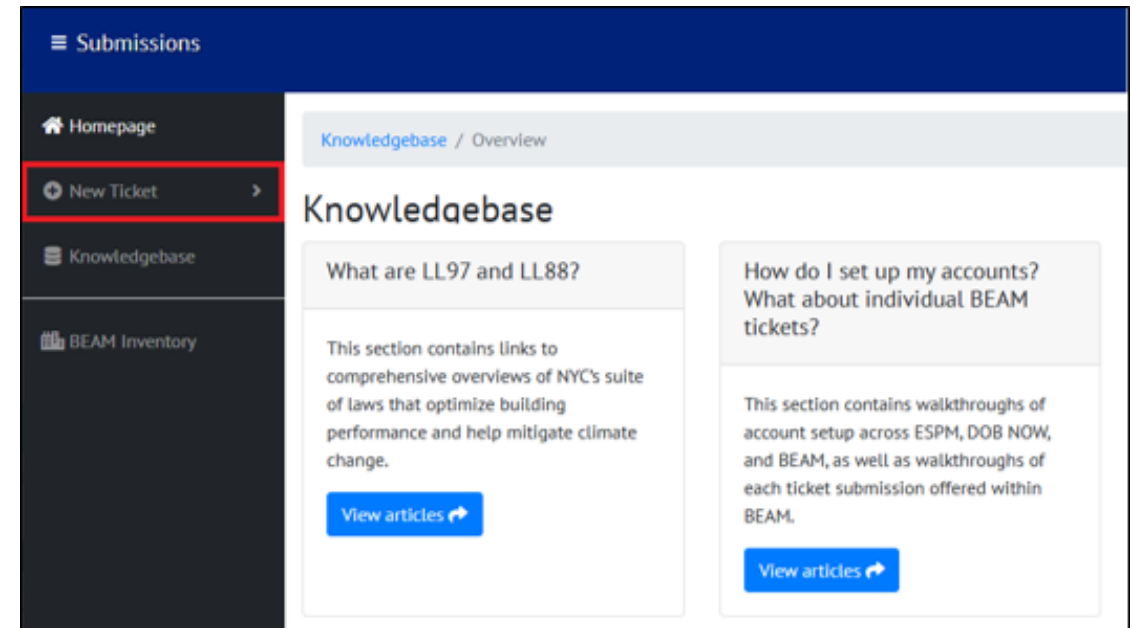 Submissions
Homepage
New Ticket
Knowledgebase
BEAM Inventory
Knowledgebase / Overview
Knowledgebase
What are LL97 and LL88?
This section contains links to
comprehensive overviews of NYC's suite
of laws that optimize building
performance and help mitigate climate
change.
View articles
How do I set up my accounts?
What about individual BEAM
tickets?
This section contains walkthroughs of
account setup across ESPM, DOB NOW,
and BEAM, as well as walkthroughs of
each ticket submission offered within
BEAM.
View articles